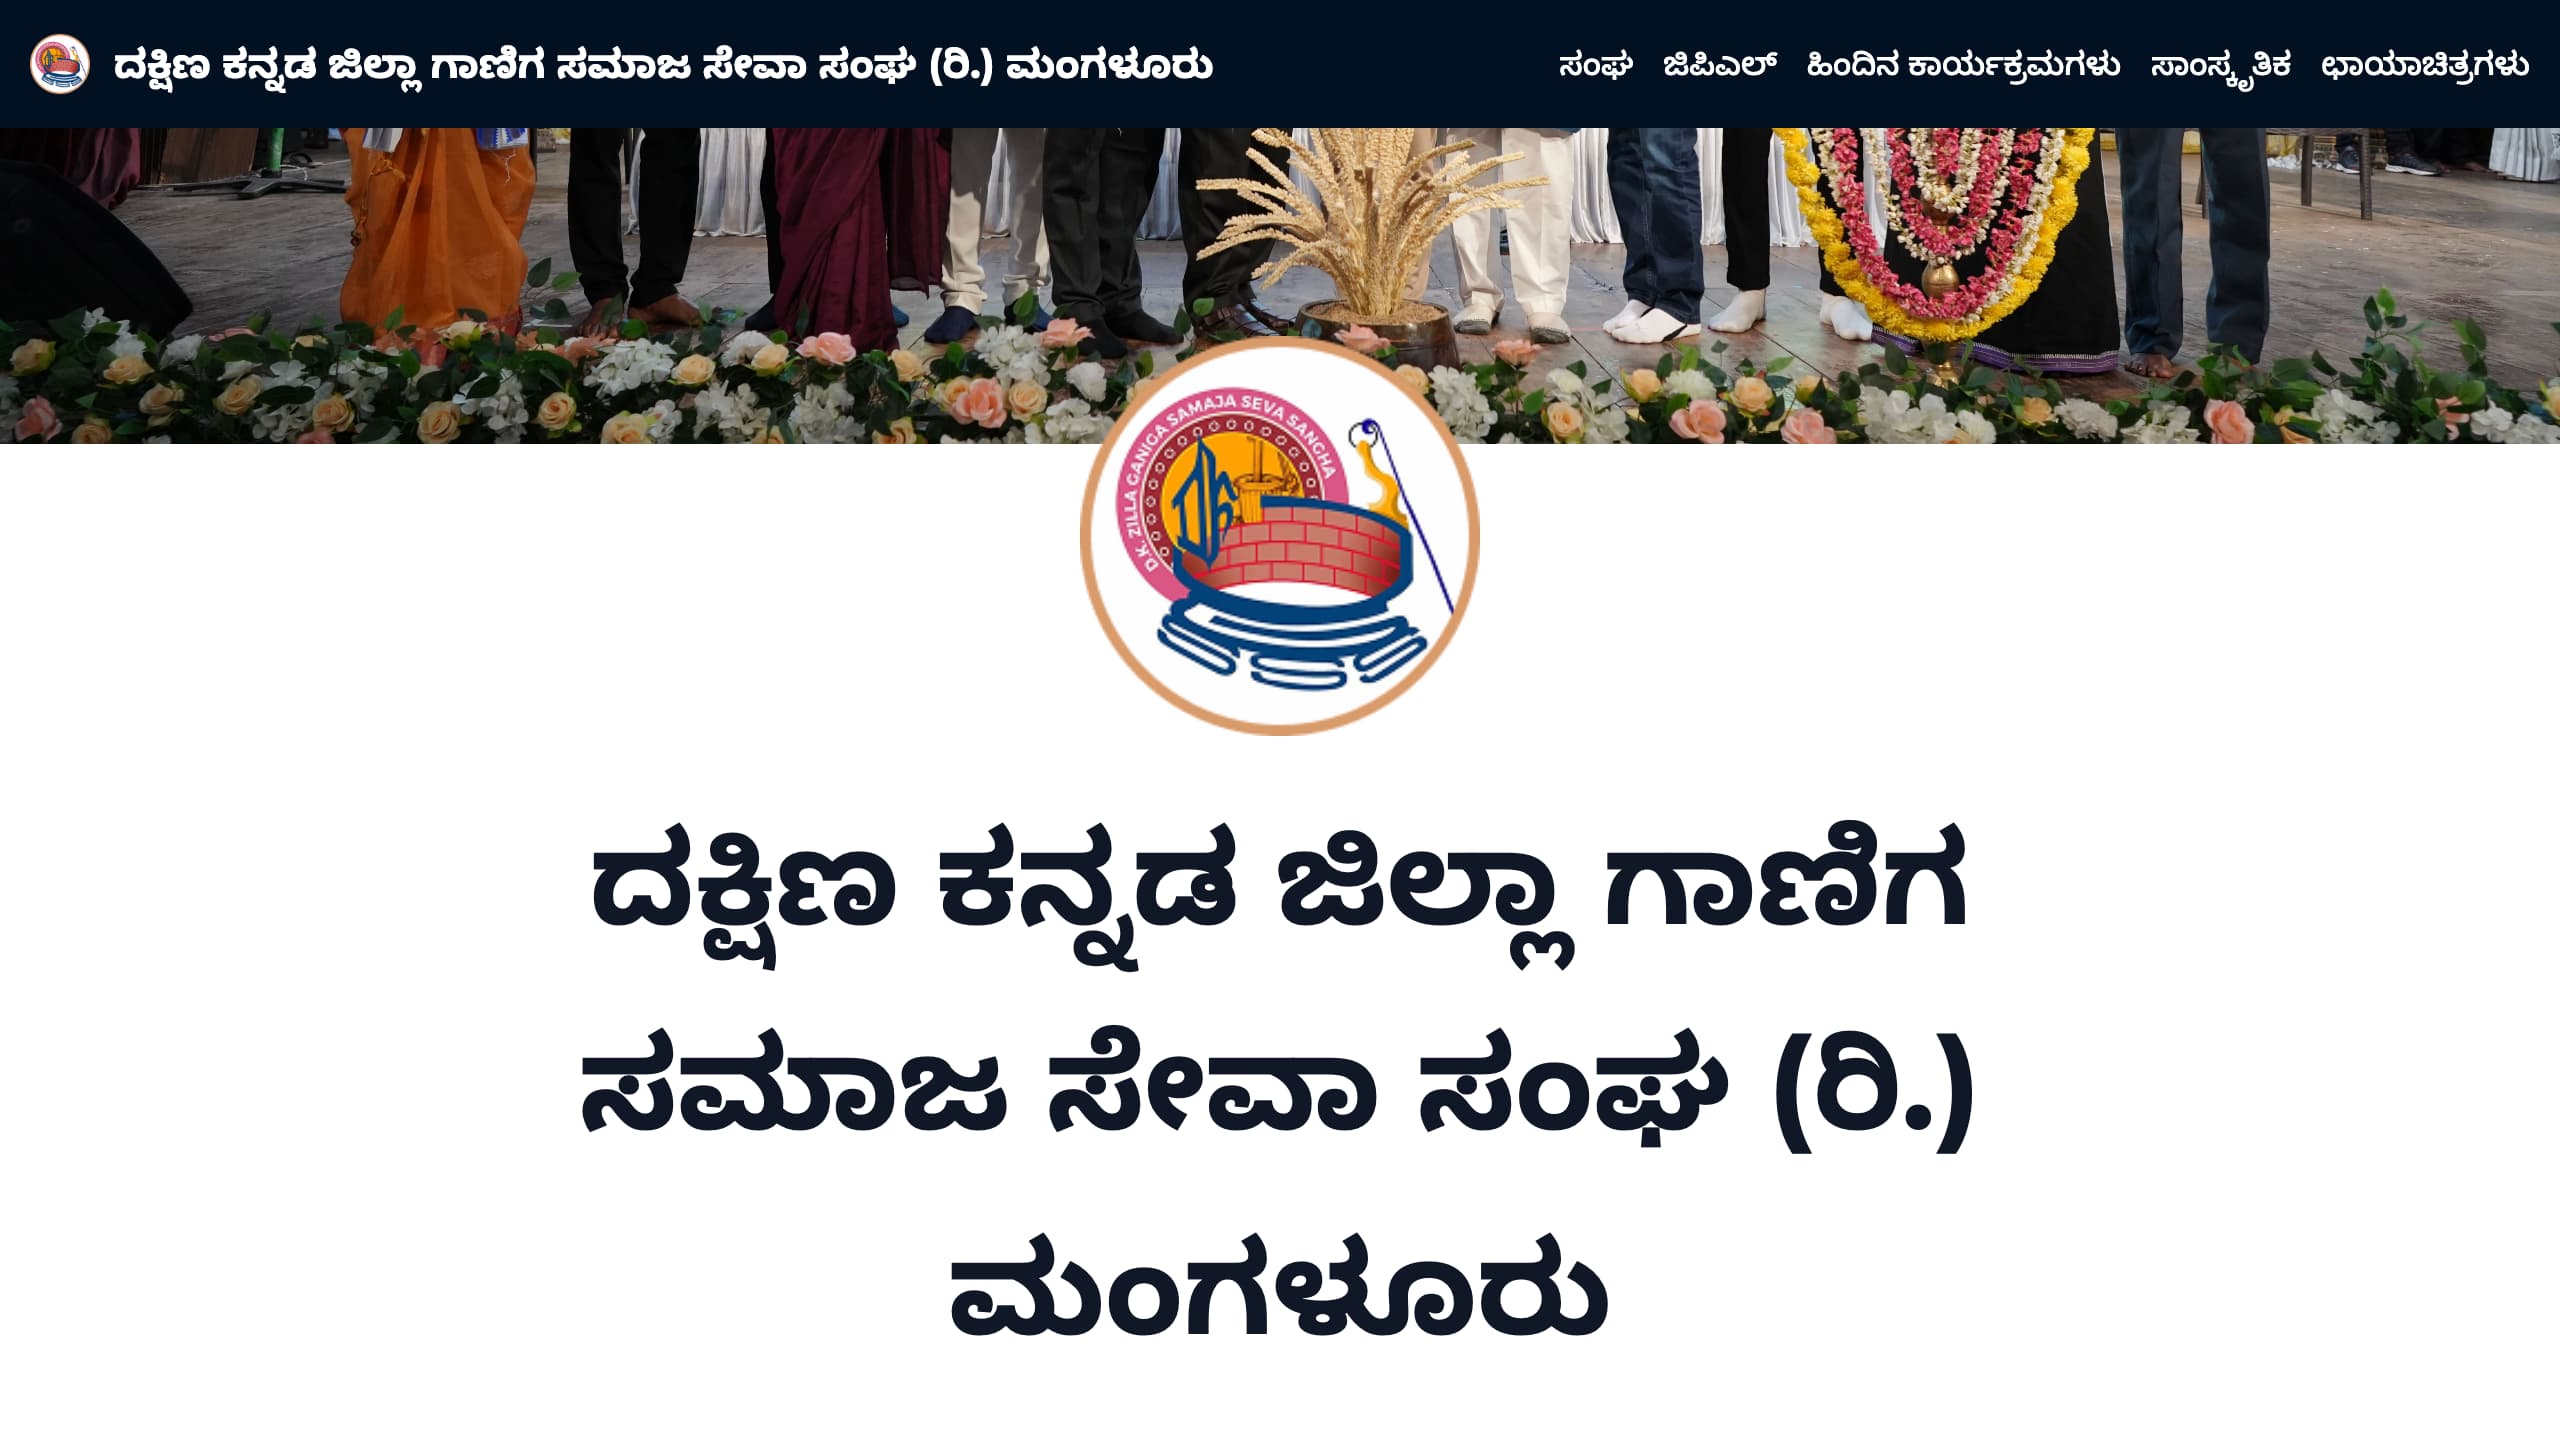 ದಕ್ಷಿಣ ಕನ್ನಡ ಜಿಲ್ಲಾ ಗಾಣಿಗ ಸಮಾಜ ಸೇವಾ ಸಂಘ (ರಿ.) ಮಂಗಳೂರು
ಸಂಘ ಜಿಪಿಎಲ್ ಹಿಂದಿನ ಕಾರ್ಯಕ್ರಮಗಳು ಸಾಂಸ್ಕೃತಿಕ ಛಾಯಾಚಿತ್ರಗಳು
D.K. ZILLA GANIGA SAMAJA SEVA SANGHA
ದಕ್ಷಿಣ ಕನ್ನಡ ಜಿಲ್ಲಾ ಗಾಣಿಗ
ಸಮಾಜ ಸೇವಾ ಸಂಘ (ರಿ.)
ಮಂಗಳೂರು